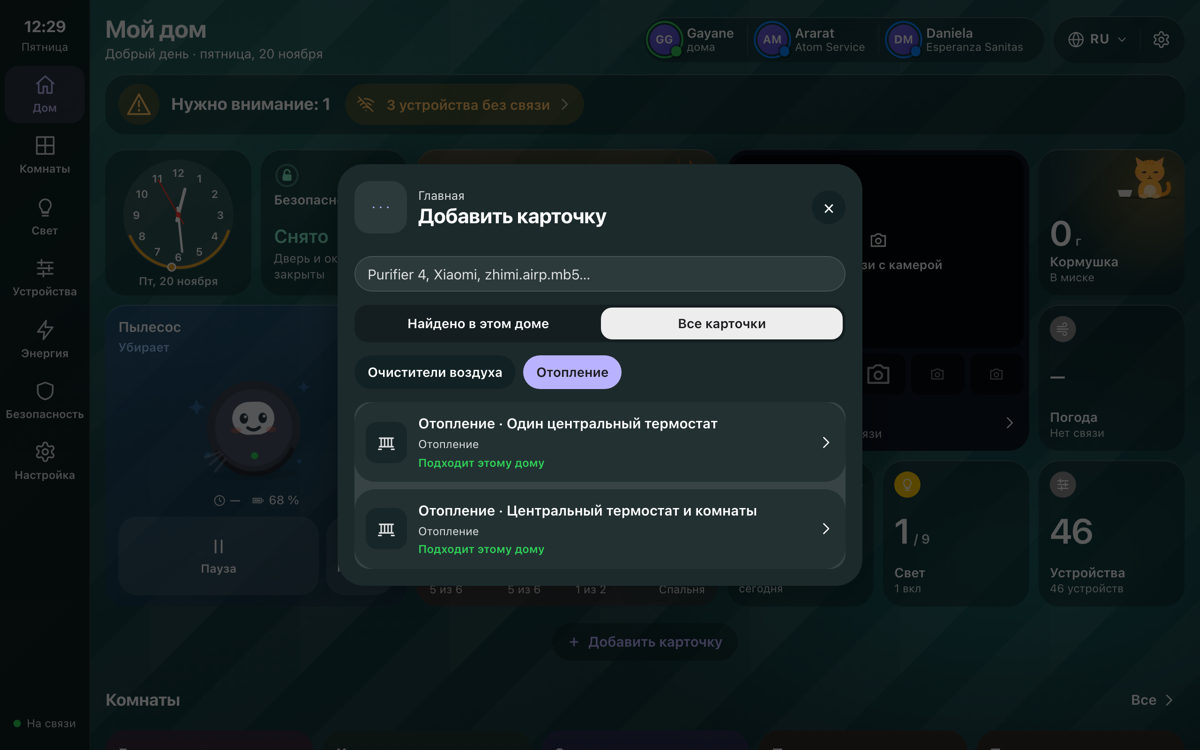 12:29
Пятница
Дом
Комнаты
Свет
Устройства
Энергия
Безопасность
Настройка
На связи
Мой дом
Добрый день · пятница, 20 ноября
GG
Gayane
дома
AM
Ararat
Atom Service
DM
Daniela
Esperanza Sanitas
RU
Нужно внимание: 1
3 устройства без связи
12
1
2
3
4
5
6
7
8
9
10
11
Пт, 20 ноября
Безопасн
Снято
Дверь и ок
закрыты
зи с камерой
0 г
Кормушка
В миске
Пылесос
Убирает
— 68 %
Пауза
Главная
Добавить карточку
Purifier 4, Xiaomi, zhimi.airp.mb5...
Найдено в этом доме
Все карточки
Очистители воздуха
Отопление
Отопление · Один центральный термостат
Отопление
Подходит этому дому
Отопление · Центральный термостат и комнаты
Отопление
Подходит этому дому
язи
—
Погода
Нет связи
5 из 6
5 из 6
1 из 2
Спальня
сегодня
1 / 9
Свет
1 вкл
46
Устройства
46 устройств
+ Добавить карточку
Комнаты
Все